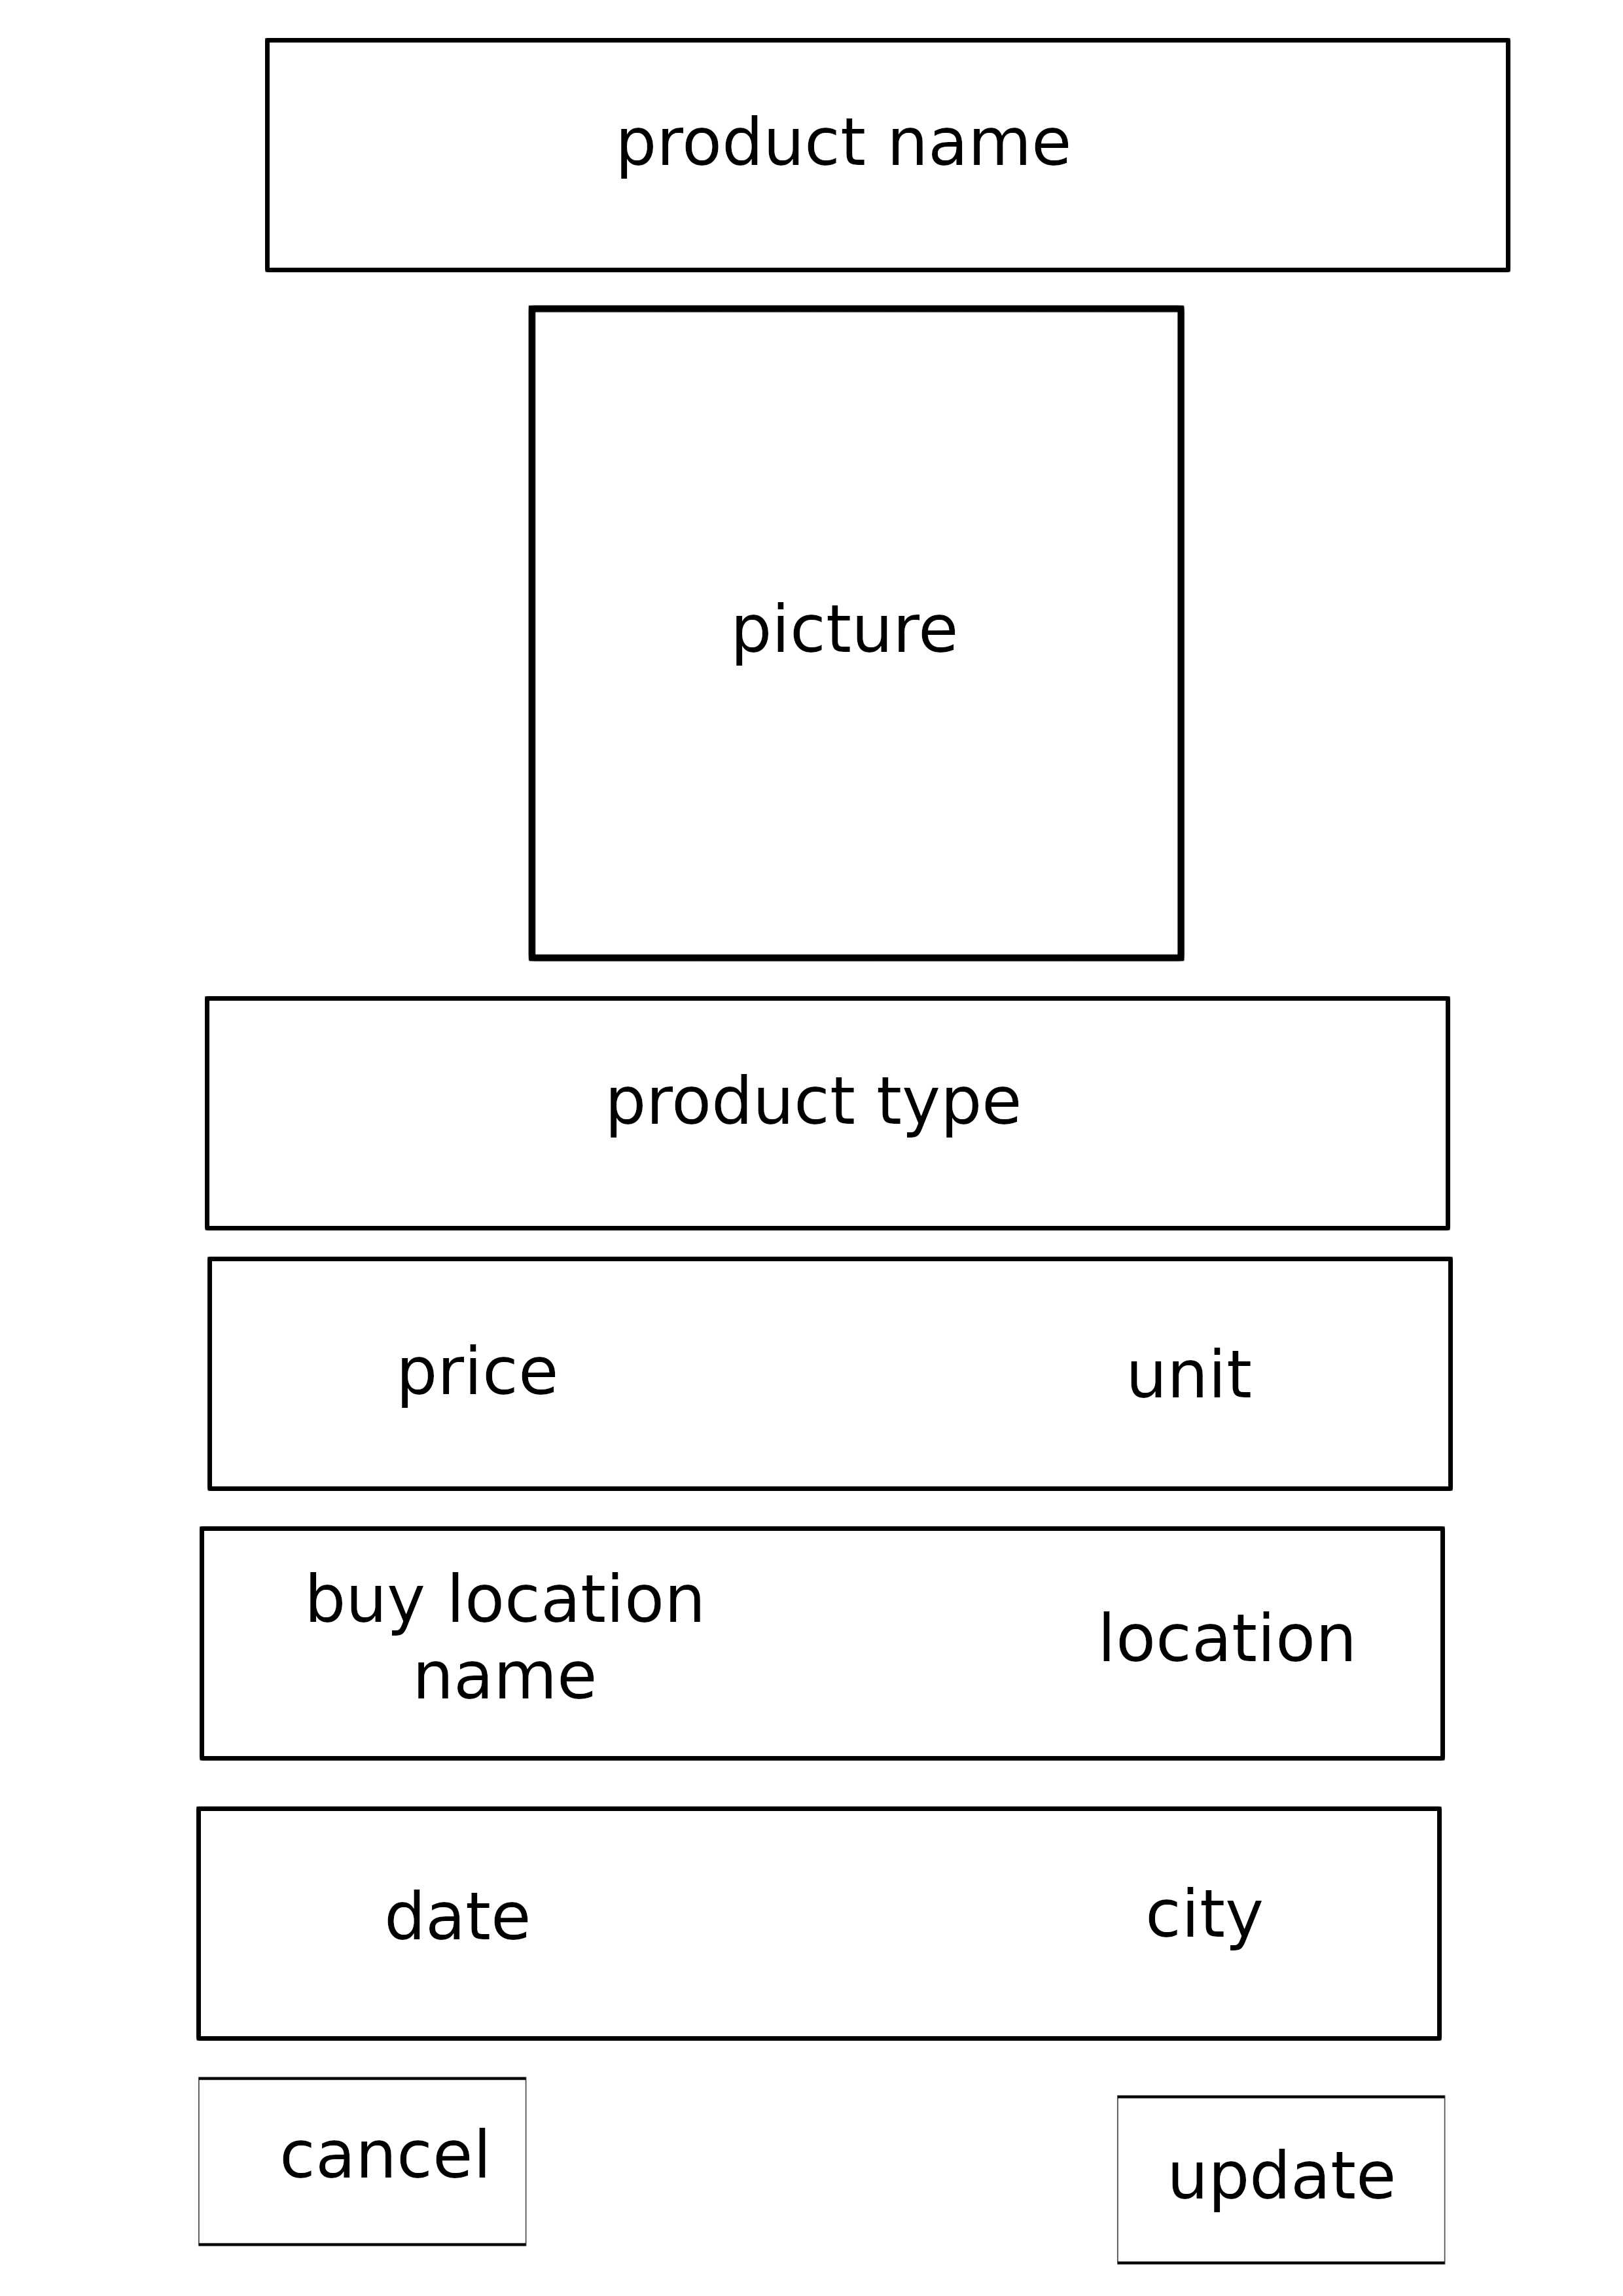 product name
picture
product type
price
unit
buy location
name
location
date
city
cancel
update